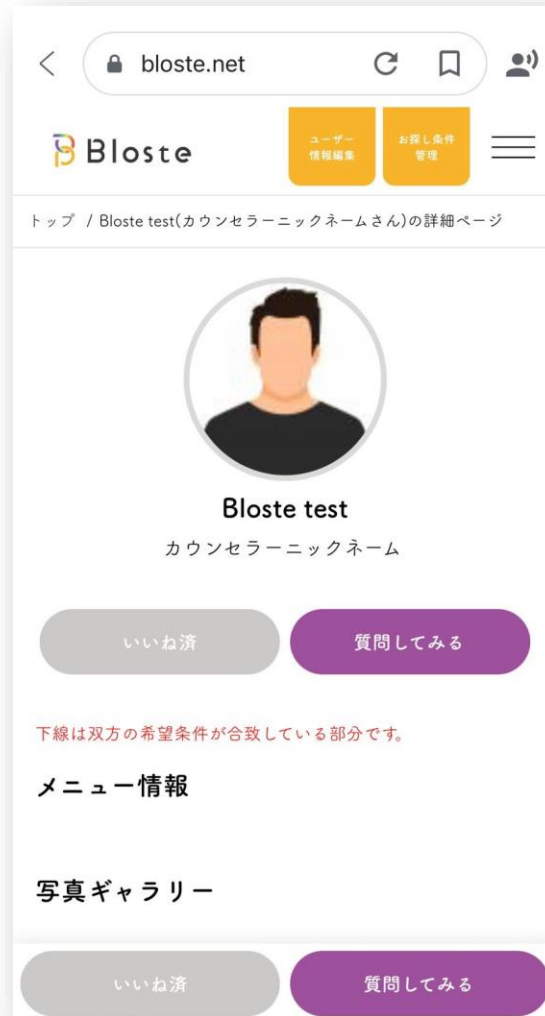 bloste.net
Bloste
ユーザー
情報編集
お探し条件
管理
トップ / Bloste test(カウンセラーニックネームさん)の詳細ページ
Bloste test
カウンセラーニックネーム
いいね済
質問してみる
下線は双方の希望条件が合致している部分です。
メニュー情報
写真ギャラリー
いいね済
質問してみる